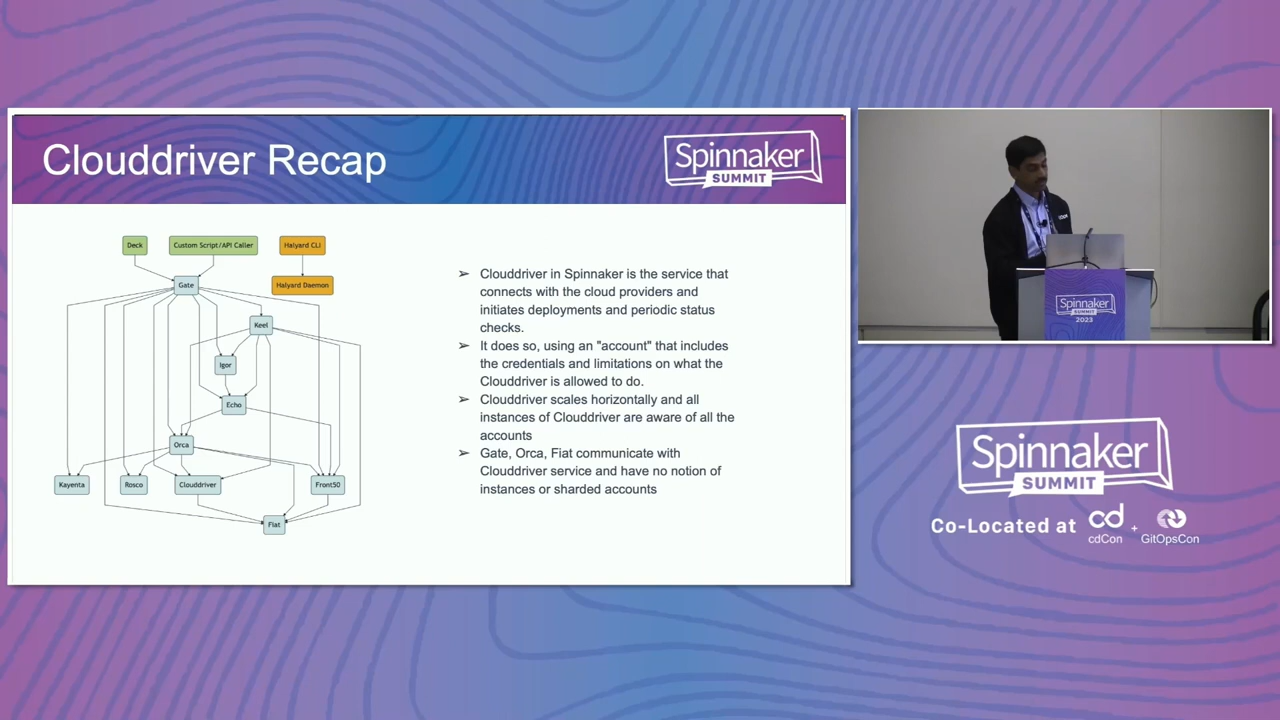 Clouddriver Recap
Spinnaker
SUMMIT
Deck
Custom Script/API Caller
Halyard CLI
Gate
Halyard Daemon
Keel
Igor
Echo
Orca
Kayenta
Rosco
Clouddriver
Front50
Fiat
➢ Clouddriver in Spinnaker is the service that
connects with the cloud providers and
initiates deployments and periodic status
checks.
➢ It does so, using an "account" that includes
the credentials and limitations on what the
Clouddriver is allowed to do.
➢ Clouddriver scales horizontally and all
instances of Clouddriver are aware of all the
accounts
➢ Gate, Orca, Fiat communicate with
Clouddriver service and have no notion of
instances or sharded accounts
Spinnaker
SUMMIT
2023
Spinnaker
SUMMIT
Co-Located at
cd
cdCon
+
GitOpsCon